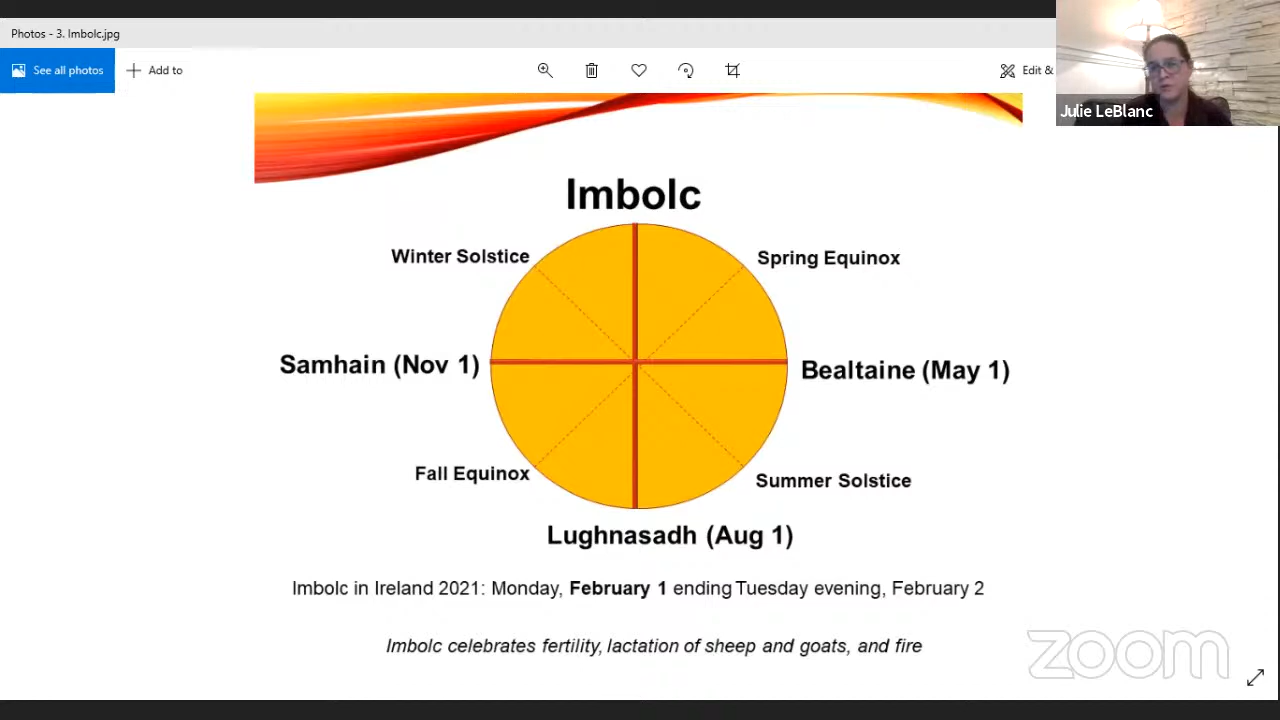 Photos - 3. Imbolc.jpg
See all photos
Add to
Edit &
Julie LeBlanc
Imbolc
Winter Solstice
Spring Equinox
Samhain (Nov 1)
Bealtaine (May 1)
Fall Equinox
Summer Solstice
Lughnasadh (Aug 1)
Imbolc in Ireland 2021: Monday, February 1 ending Tuesday evening, February 2
Imbolc celebrates fertility, lactation of sheep and goats, and fire
zoom